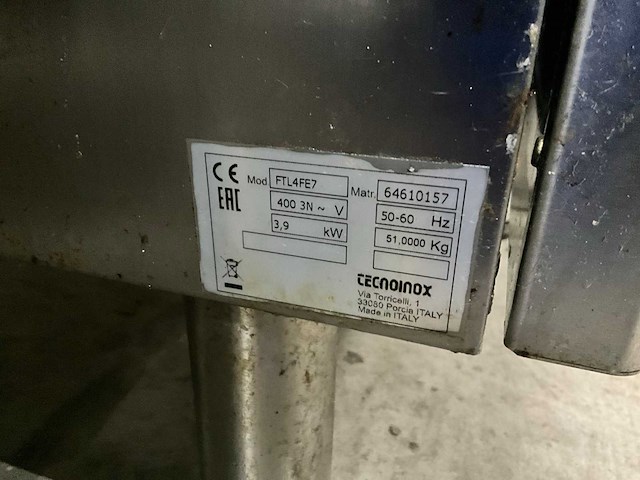 CE
EAC
Mod FTL4FE7 Matr. 64610157
400 3N ~ V 50-60 Hz
3,9 kW 51,0000 Kg
TECNOINOX
Via Torricelli, 1
33080 Porcia ITALY
Made in ITALY